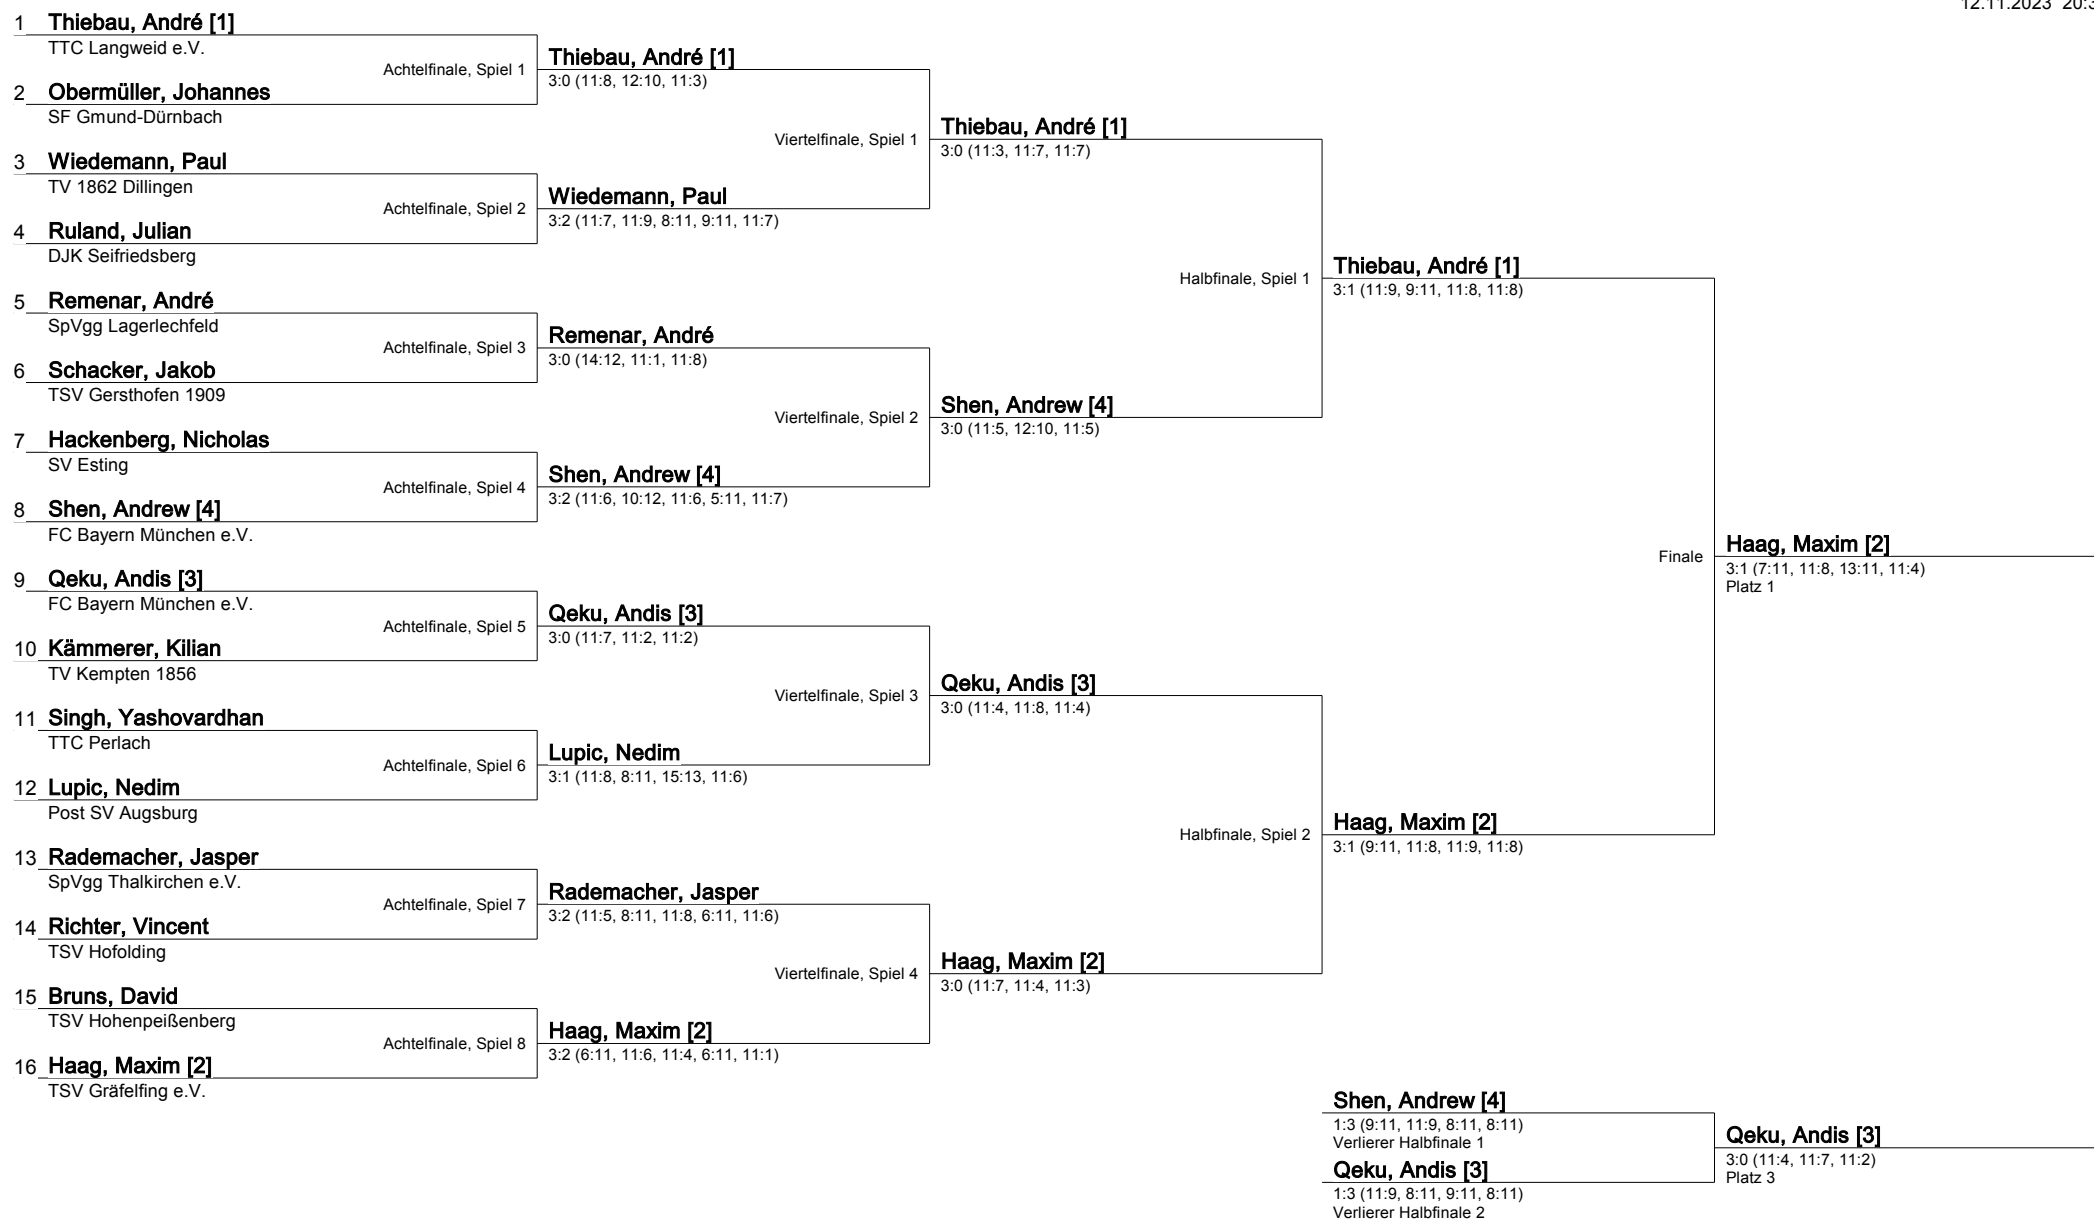 12.11.2023 20:3
1 Thiebau, André [1]
TTC Langweid e.V.
Achtelfinale, Spiel 1
Thiebau, André [1]
3:0 (11:8, 12:10, 11:3)
2 Obermüller, Johannes
SF Gmund-Dürnbach
Viertelfinale, Spiel 1
Thiebau, André [1]
3:0 (11:3, 11:7, 11:7)
3 Wiedemann, Paul
TV 1862 Dillingen
Achtelfinale, Spiel 2
Wiedemann, Paul
3:2 (11:7, 11:9, 8:11, 9:11, 11:7)
4 Ruland, Julian
DJK Seifriedsberg
Halbfinale, Spiel 1
Thiebau, André [1]
3:1 (11:9, 9:11, 11:8, 11:8)
5 Remenar, André
SpVgg Lagerlechfeld
Achtelfinale, Spiel 3
Remenar, André
3:0 (14:12, 11:1, 11:8)
6 Schacker, Jakob
TSV Gersthofen 1909
Viertelfinale, Spiel 2
Shen, Andrew [4]
3:0 (11:5, 12:10, 11:5)
7 Hackenberg, Nicholas
SV Esting
Achtelfinale, Spiel 4
Shen, Andrew [4]
3:2 (11:6, 10:12, 11:6, 5:11, 11:7)
8 Shen, Andrew [4]
FC Bayern München e.V.
Finale
Haag, Maxim [2]
3:1 (7:11, 11:8, 13:11, 11:4)
Platz 1
9 Qeku, Andis [3]
FC Bayern München e.V.
Achtelfinale, Spiel 5
Qeku, Andis [3]
3:0 (11:7, 11:2, 11:2)
10 Kämmerer, Kilian
TV Kempten 1856
Viertelfinale, Spiel 3
Qeku, Andis [3]
3:0 (11:4, 11:8, 11:4)
11 Singh, Yashovardhan
TTC Perlach
Achtelfinale, Spiel 6
Lupic, Nedim
3:1 (11:8, 8:11, 15:13, 11:6)
12 Lupic, Nedim
Post SV Augsburg
Halbfinale, Spiel 2
Haag, Maxim [2]
3:1 (9:11, 11:8, 11:9, 11:8)
13 Rademacher, Jasper
SpVgg Thalkirchen e.V.
Achtelfinale, Spiel 7
Rademacher, Jasper
3:2 (11:5, 8:11, 11:8, 6:11, 11:6)
14 Richter, Vincent
TSV Hofolding
Viertelfinale, Spiel 4
Haag, Maxim [2]
3:0 (11:7, 11:4, 11:3)
15 Bruns, David
TSV Hohenpeißenberg
Achtelfinale, Spiel 8
Haag, Maxim [2]
3:2 (6:11, 11:6, 11:4, 6:11, 11:1)
16 Haag, Maxim [2]
TSV Gräfelfing e.V.
Shen, Andrew [4]
1:3 (9:11, 11:9, 8:11, 8:11)
Verlierer Halbfinale 1
Qeku, Andis [3]
3:0 (11:4, 11:7, 11:2)
Platz 3
Qeku, Andis [3]
1:3 (11:9, 8:11, 9:11, 8:11)
Verlierer Halbfinale 2